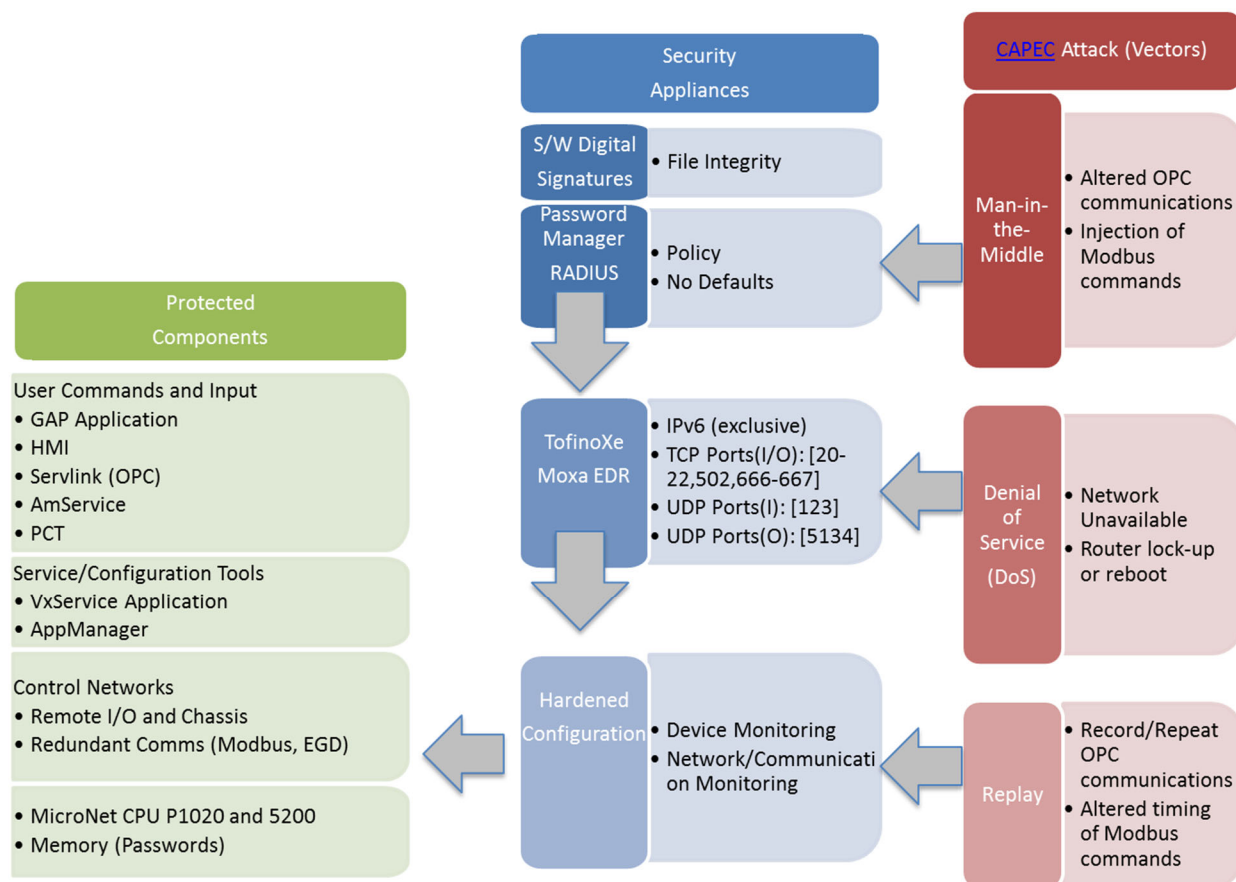 Protected
Components
User Commands and Input
• GAP Application
• HMI
• Servlink (OPC)
• AmService
• PCT
Service/Configuration Tools
• VxService Application
• AppManager
Control Networks
• Remote I/O and Chassis
• Redundant Comms (Modbus, EGD)
• MicroNet CPU P1020 and 5200
• Memory (Passwords)
Security
Appliances
S/W Digital
Signatures
• File Integrity
Password
Manager
RADIUS
• Policy
• No Defaults
TofinoXe
Moxa EDR
• IPv6 (exclusive)
• TCP Ports(I/O): [20-
22,502,666-667]
• UDP Ports(I): [123]
• UDP Ports(O): [5134]
Hardened
Configuration
• Device Monitoring
• Network/Communicati
on Monitoring
CAPEC Attack (Vectors)
Man-in-
the-
Middle
• Altered OPC
communications
• Injection of
Modbus
commands
Denial
of
Service
(DoS)
• Network
Unavailable
• Router lock-up
or reboot
Replay
• Record/Repeat
OPC
communications
• Altered timing
of Modbus
commands